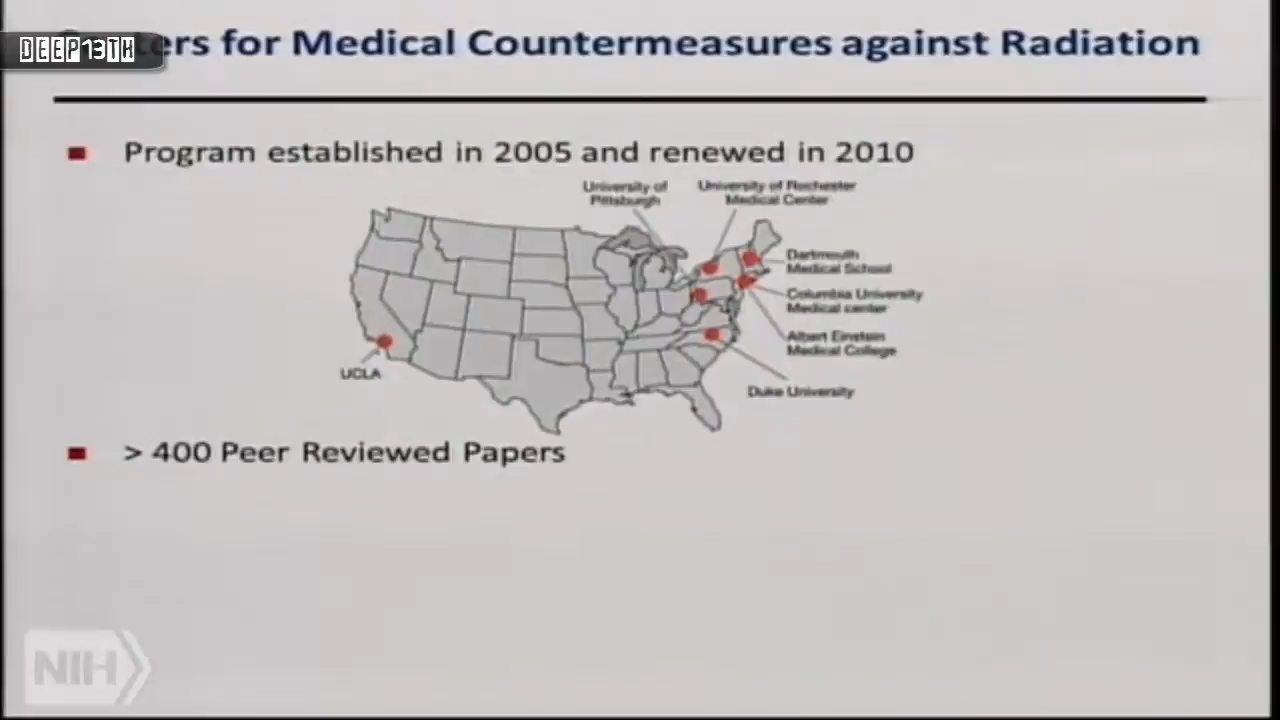 DEEP13TH
ers for Medical Countermeasures against Radiation
Program established in 2005 and renewed in 2010
University of
Pittsburgh
University of Rochester
Medical Center
Dartmouth
Medical School
Columbia University
Medical center
Albert Einstein
Medical College
UCLA
Duke University
> 400 Peer Reviewed Papers
NIH